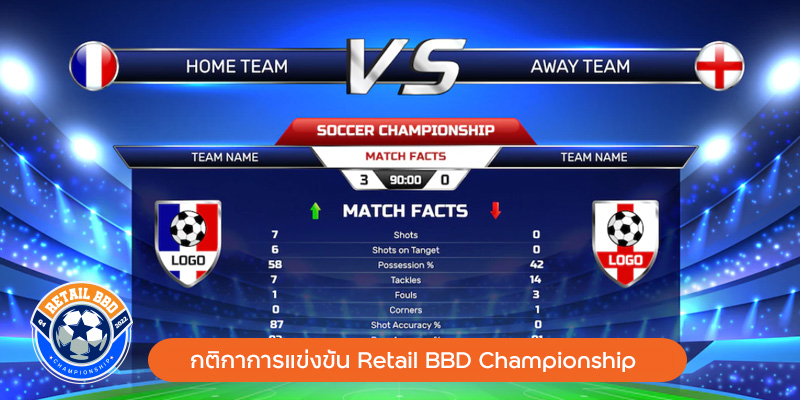 VS
HOME TEAM
AWAY TEAM
SOCCER CHAMPIONSHIP
TEAM NAME MATCH FACTS TEAM NAME
3 90:00 0
MATCH FACTS
LOGO
LOGO
7 Shots 0
6 Shots on Tanget 0
58 Possession % 42
7 Tackles 14
1 Fouls 3
0 Corners 1
87 Shot Accuracy % 0
RETAIL BBD
Q4 2022
CHAMPIONSHIP
กติกาการแข่งขัน Retail BBD Championship